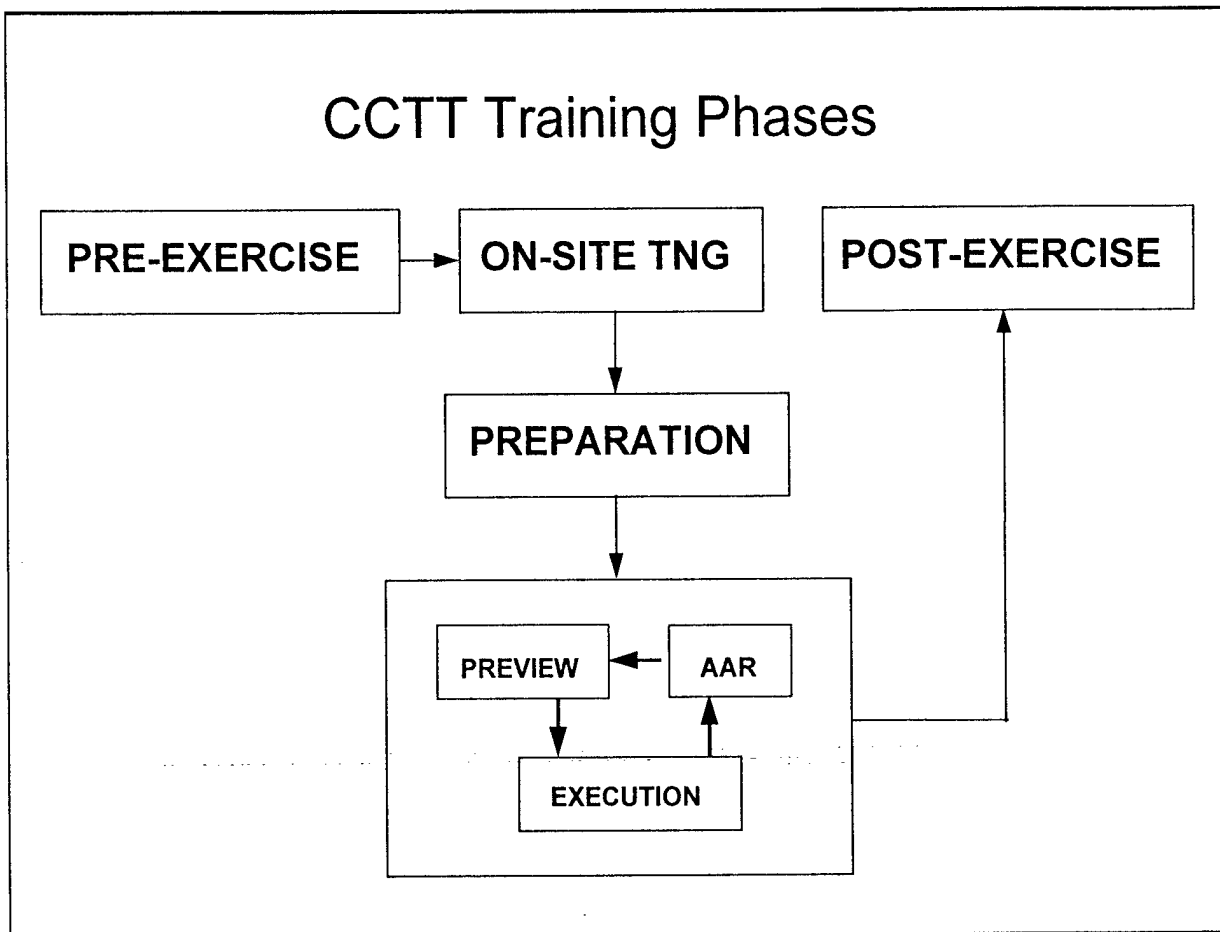 CCTT Training Phases
PRE-EXERCISE
ON-SITE TNG
POST-EXERCISE
PREPARATION
PREVIEW
AAR
EXECUTION